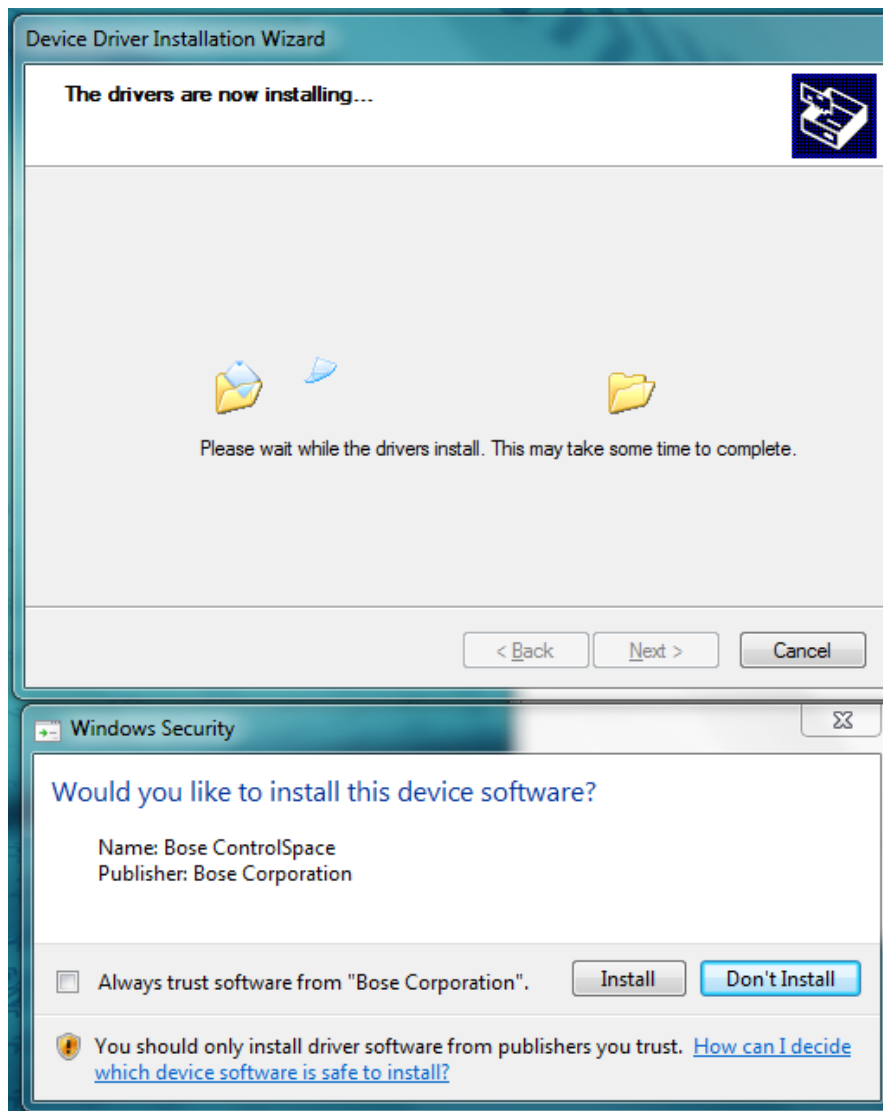 Device Driver Installation Wizard
The drivers are now installing...
Please wait while the drivers install. This may take some time to complete.
< Back
Next >
Cancel
Windows Security
Would you like to install this device software?
Name: Bose ControlSpace
Publisher: Bose Corporation
Always trust software from "Bose Corporation".
Install
Don't Install
You should only install driver software from publishers you trust. How can I decide
which device software is safe to install?